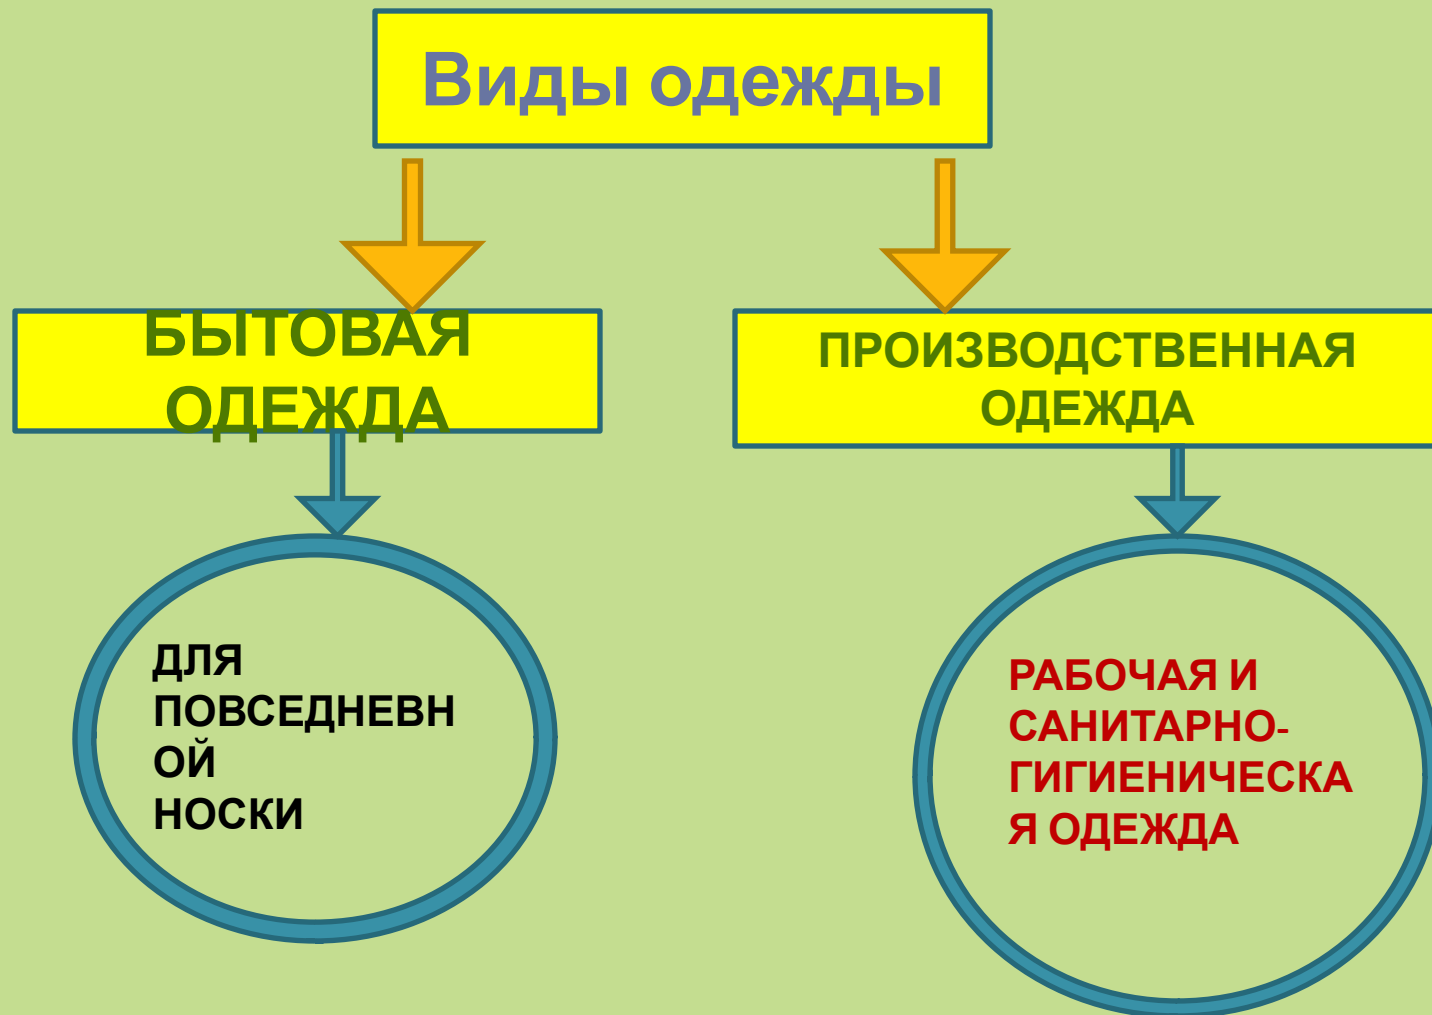 Виды одежды
БЫТОВАЯ
ОДЕЖДА
ПРОИЗВОДСТВЕННАЯ
ОДЕЖДА
ДЛЯ
ПОВСЕДНЕВН
ОЙ
НОСКИ
РАБОЧАЯ И
САНИТАРНО-
ГИГИЕНИЧЕСКА
Я ОДЕЖДА